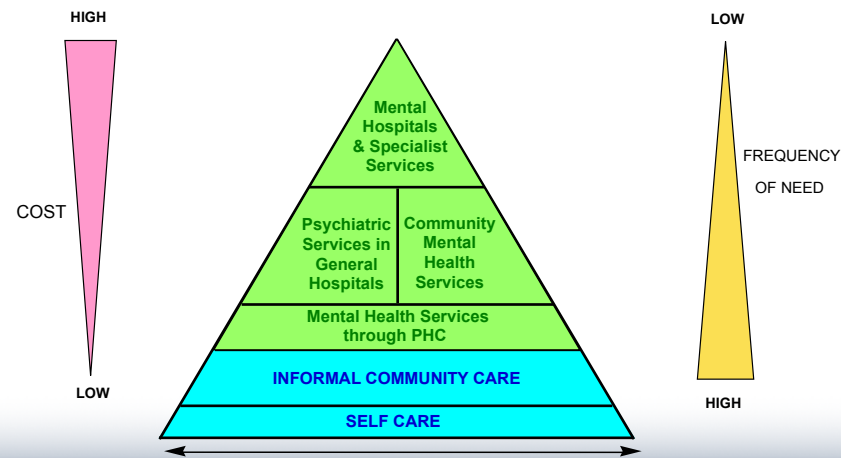 HIGH
LOW
Mental
Hospitals
& Specialist
Services
FREQUENCY
OF NEED
COST
Psychiatric
Services in
General
Hospitals
Community
Mental
Health
Services
Mental Health Services
through PHC
INFORMAL COMMUNITY CARE
LOW
HIGH
SELF CARE